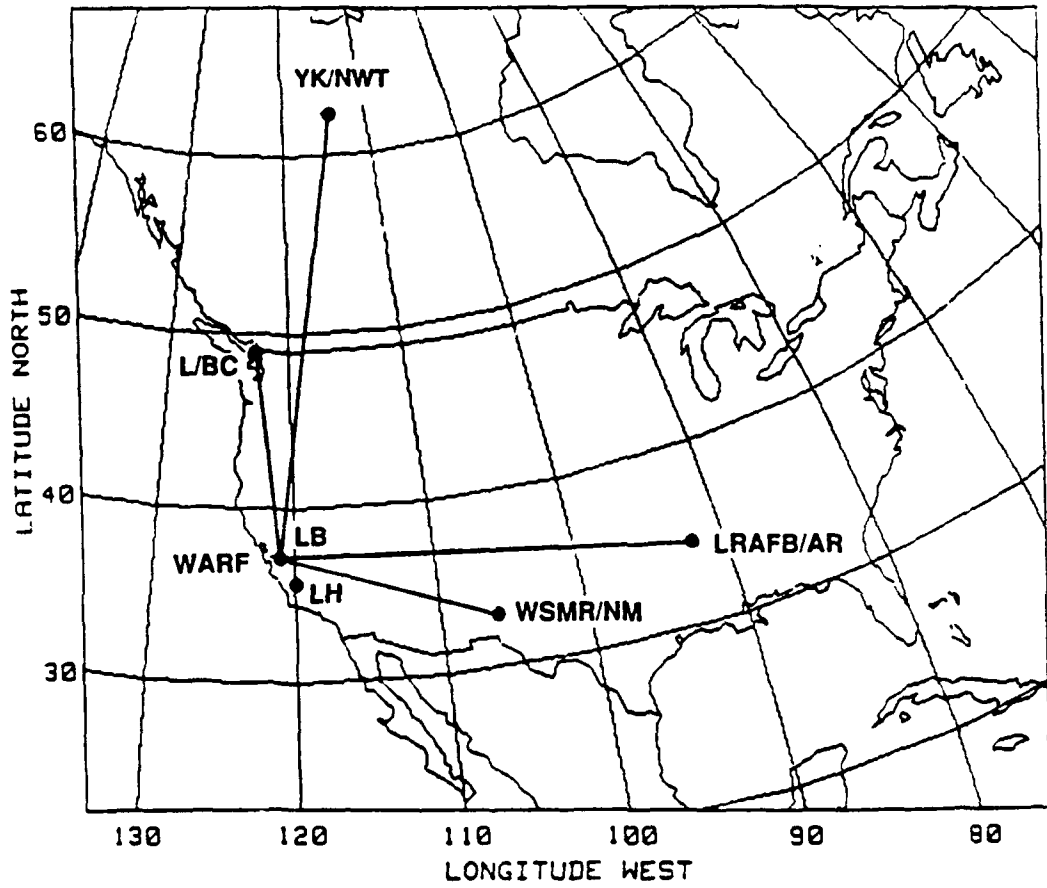 YK/NWT
60
50
L/BC
LATITUDE NORTH
40
LB
WARF
LRAFB/AR
LH
WSMR/NM
30
130 120 110 100 90 80
LONGITUDE WEST